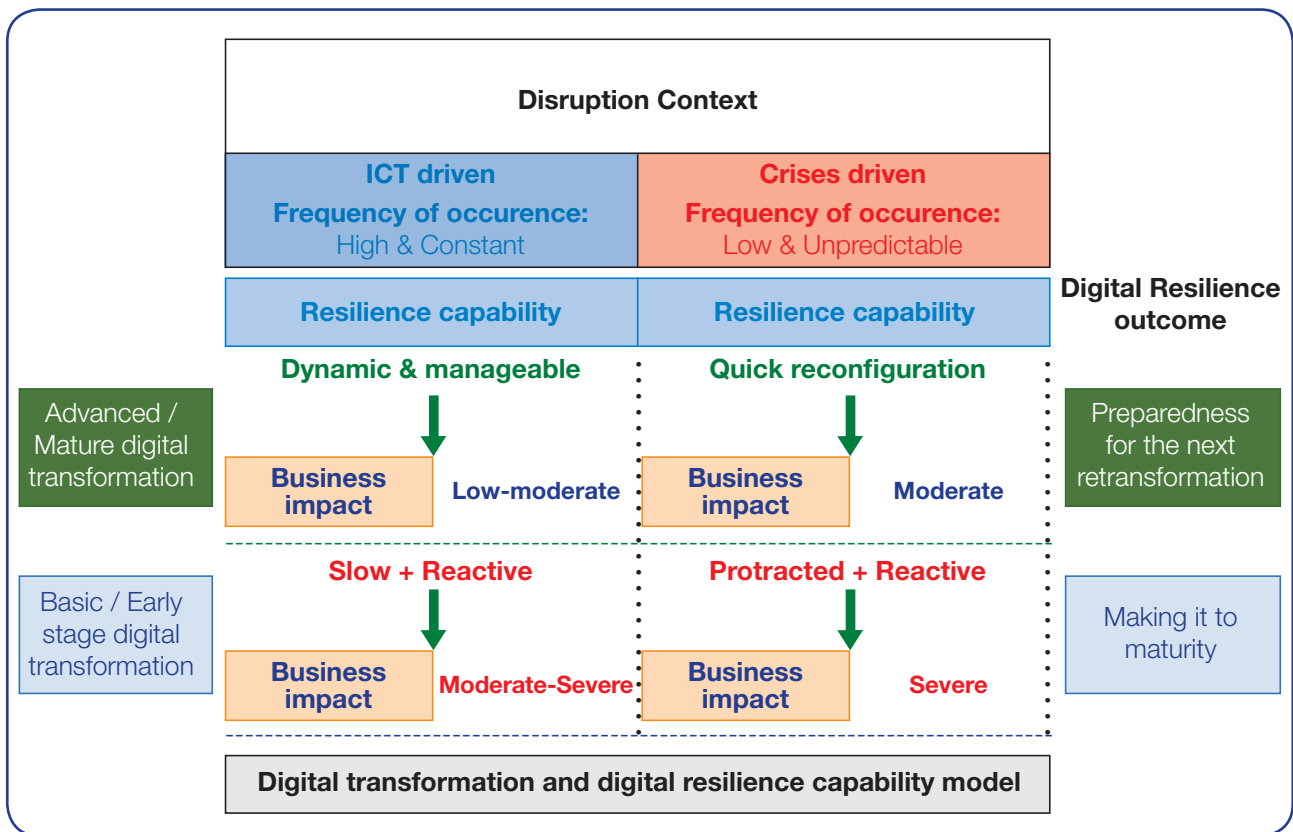 Disruption Context
ICT driven
Frequency of occurence:
High & Constant
Crises driven
Frequency of occurence:
Low & Unpredictable
Resilience capability
Resilience capability
Digital Resilience
outcome
Dynamic & manageable
Quick reconfiguration
Advanced /
Mature digital
transformation
Business
impact
Low-moderate
Business
impact
Moderate
Preparedness
for the next
retransformation
Slow + Reactive
Protracted + Reactive
Basic / Early
stage digital
transformation
Business
impact
Moderate-Severe
Business
impact
Severe
Making it to
maturity
Digital transformation and digital resilience capability model